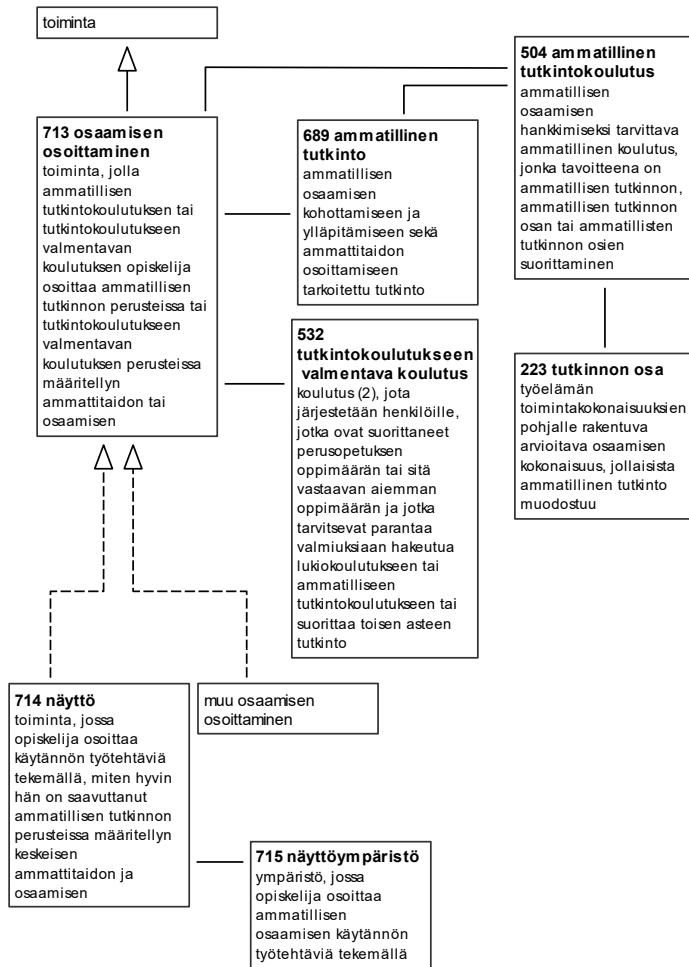 toiminta
504 ammatillinen
tutkintokoulutus
ammatillisen
osaamisen
hankkimiseksi tarvittava
ammatillinen koulutus,
jonka tavoitteena on
ammatillisen tutkinnon,
ammatillisen tutkinnon
osan tai ammatillisten
tutkinnon osien
suorittaminen
713 osaamisen
osoittaminen
toiminta, jolla
ammatillisen
tutkintokoulutuksen tai
tutkintokoulutukseen
valmentavan
koulutuksen opiskelija
osoittaa ammatillisen
tutkinnon perusteissa tai
tutkintokoulutukseen
valmentavan
koulutuksen perusteissa
määritellyn
ammattitaidon tai
osaamisen
689 ammatillinen
tutkinto
ammatillisen
osaamisen
kohottamiseen ja
ylläpitämiseen sekä
ammattitaidon
osoittamiseen
tarkoitettu tutkinto
532
tutkintokoulutukseen
valmentava koulutus
koulutus (2), jota
järjestetään henkilöille,
jotka ovat suorittaneet
perusopetuksen
oppimäärän tai sitä
vastaavan aiemman
oppimäärän ja jotka
tarvitsevat parantaa
valmiuksiaan hakeutua
lukiokoulutukseen tai
ammatilliseen
tutkintokoulutukseen tai
suorittaa toisen asteen
tutkinto
223 tutkinnon osa
työelämän
toimintakokonaisuuksien
pohjalle rakentuva
arvioitava osaamisen
kokonaisuus, jollaisista
ammatillinen tutkinto
muodostuu
714 näyttö
toiminta, jossa
opiskelija osoittaa
käytännön työtehtäviä
tekemällä, miten hyvin
hän on saavuttanut
ammatillisen tutkinnon
perusteissa määritellyn
keskeisen
ammattitaidon ja
osaamisen
muu osaamisen
osoittaminen
715 näyttöympäristö
ympäristö, jossa
opiskelija osoittaa
ammatillisen
osaamisen käytännön
työtehtäviä tekemällä